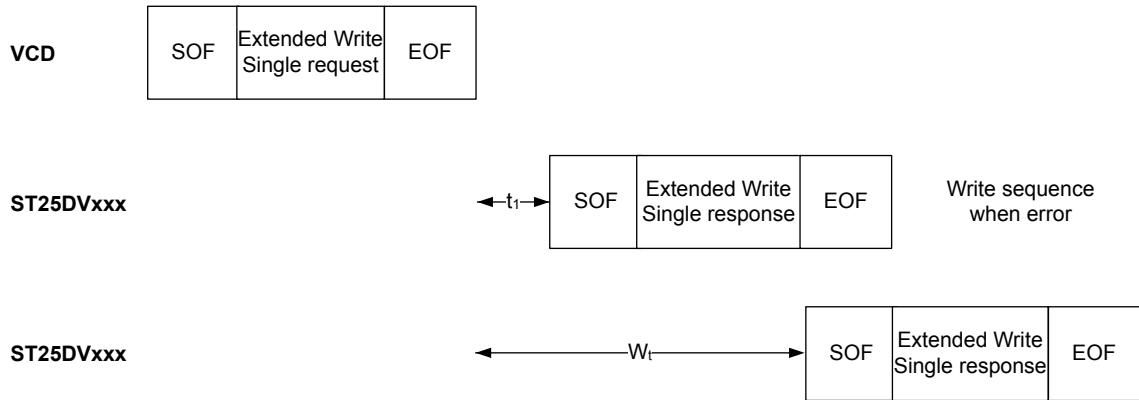 VCD
SOF
Extended Write
Single request
EOF
ST25DVxxx
t₁
SOF
Extended Write
Single response
EOF
Write sequence
when error
ST25DVxxx
Wₜ
SOF
Extended Write
Single response
EOF